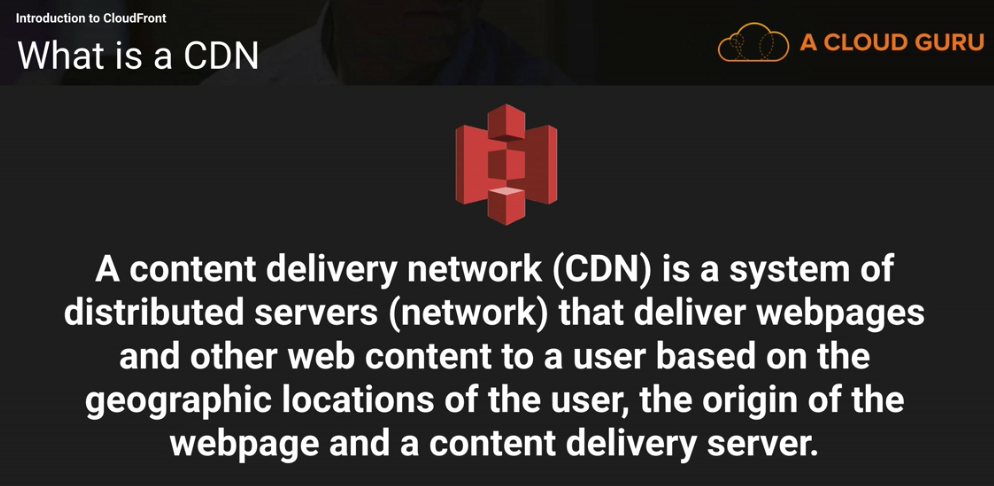 Introduction to CloudFront
What is a CDN
A CLOUD GURU
A content delivery network (CDN) is a system of
distributed servers (network) that deliver webpages
and other web content to a user based on the
geographic locations of the user, the origin of the
webpage and a content delivery server.